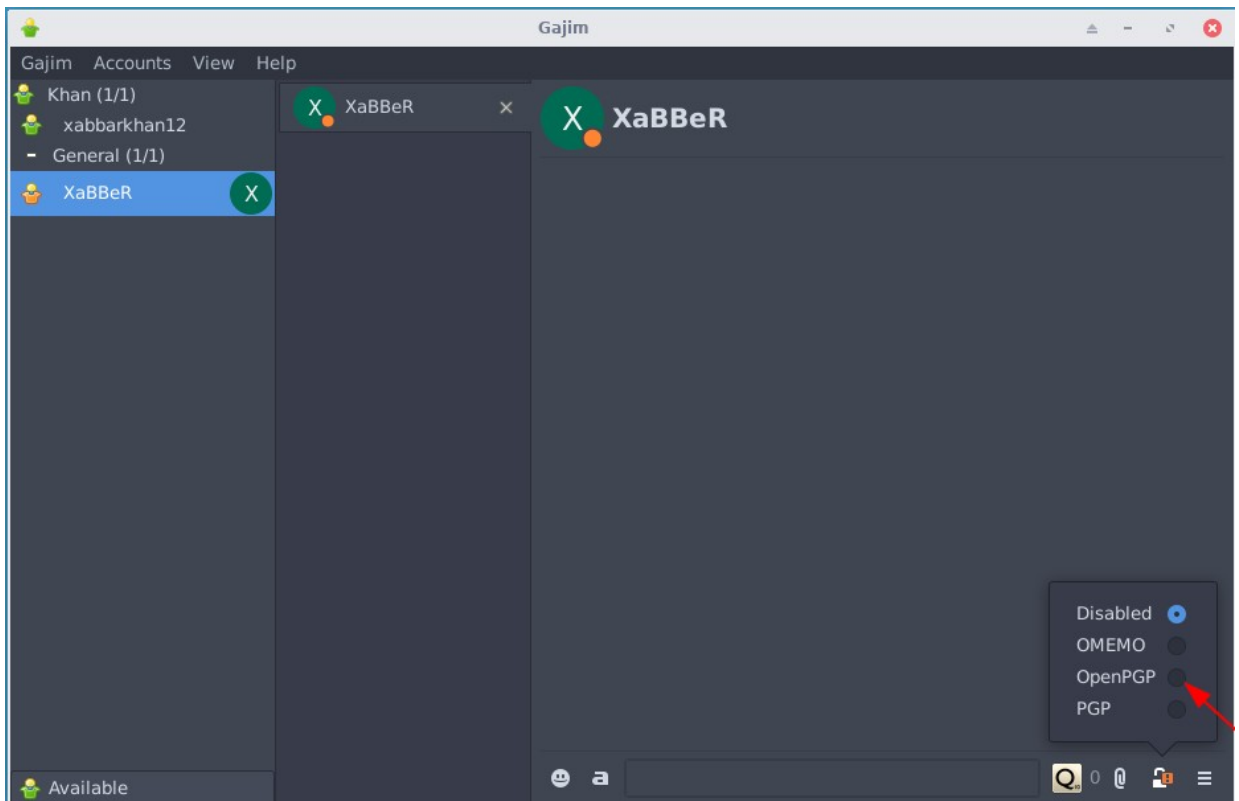 Gajim
Gajim Accounts View Help
Khan (1/1)
xabbarkhan12
General (1/1)
XaBBeR
X
X
XaBBeR
X
XaBBeR
Disabled
OMEMO
OpenPGP
PGP
a
Q 0
Available